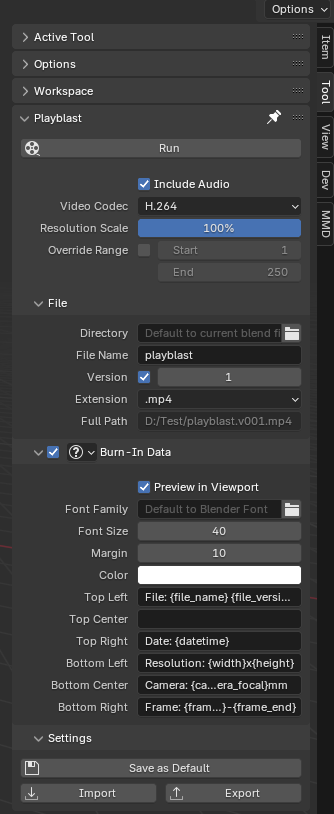 Options
Active Tool
Options
Workspace
Playblast
Run
Include Audio
Video Codec H.264
Resolution Scale 100%
Override Range Start 1
End 250
File
Directory Default to current blend fi
File Name playblast
Version 1
Extension .mp4
Full Path D:/Test/playblast.v001.mp4
Burn-In Data
Preview in Viewport
Font Family Default to Blender Font
Font Size 40
Margin 10
Color
Top Left File: {file_name} {file_versi...
Top Center
Top Right Date: {datetime}
Bottom Left Resolution: {width}x{height}
Bottom Center Camera: {ca...era_focal}mm
Bottom Right Frame: {fram...}-{frame_end}
Settings
Save as Default
Import Export
Item
Tool
View
Dev
MMD